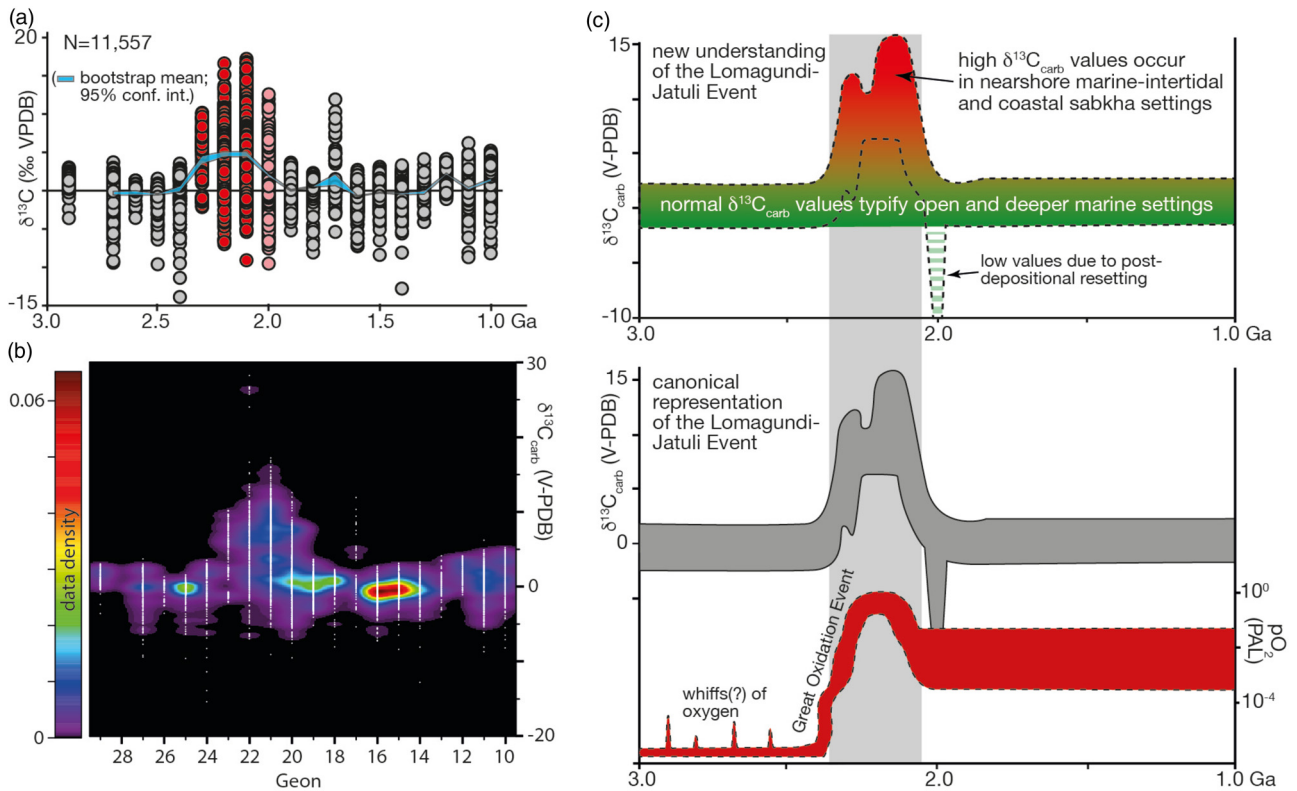 (a)
20
N=11,557
( bootstrap mean;
95% conf. int.)
δ¹³C (‰ VPDB)
0
-15
3.0
2.5
2.0
1.5
1.0 Ga
(b)
0.06
data density
0
30
δ¹³Ccarb (V-PDB)
0
-20
28
26
24
22
20
18
16
14
12
10
Geon
(c)
15
δ¹³Ccarb (V-PDB)
-10
new understanding
of the Lomagundi-
Jatuli Event
high δ¹³Ccarb values occur
in nearshore marine-intertidal
and coastal sabkha settings
normal δ¹³Ccarb values typify open and deeper marine settings
low values due to post-
depositional resetting
3.0
2.0
1.0 Ga
15
δ¹³Ccarb (V-PDB)
0
canonical
representation
of the Lomagundi-
Jatuli Event
Great Oxidation Event
whiffs(?) of
oxygen
10⁰
pO₂
(PAL)
10⁻⁴
3.0
2.0
1.0 Ga